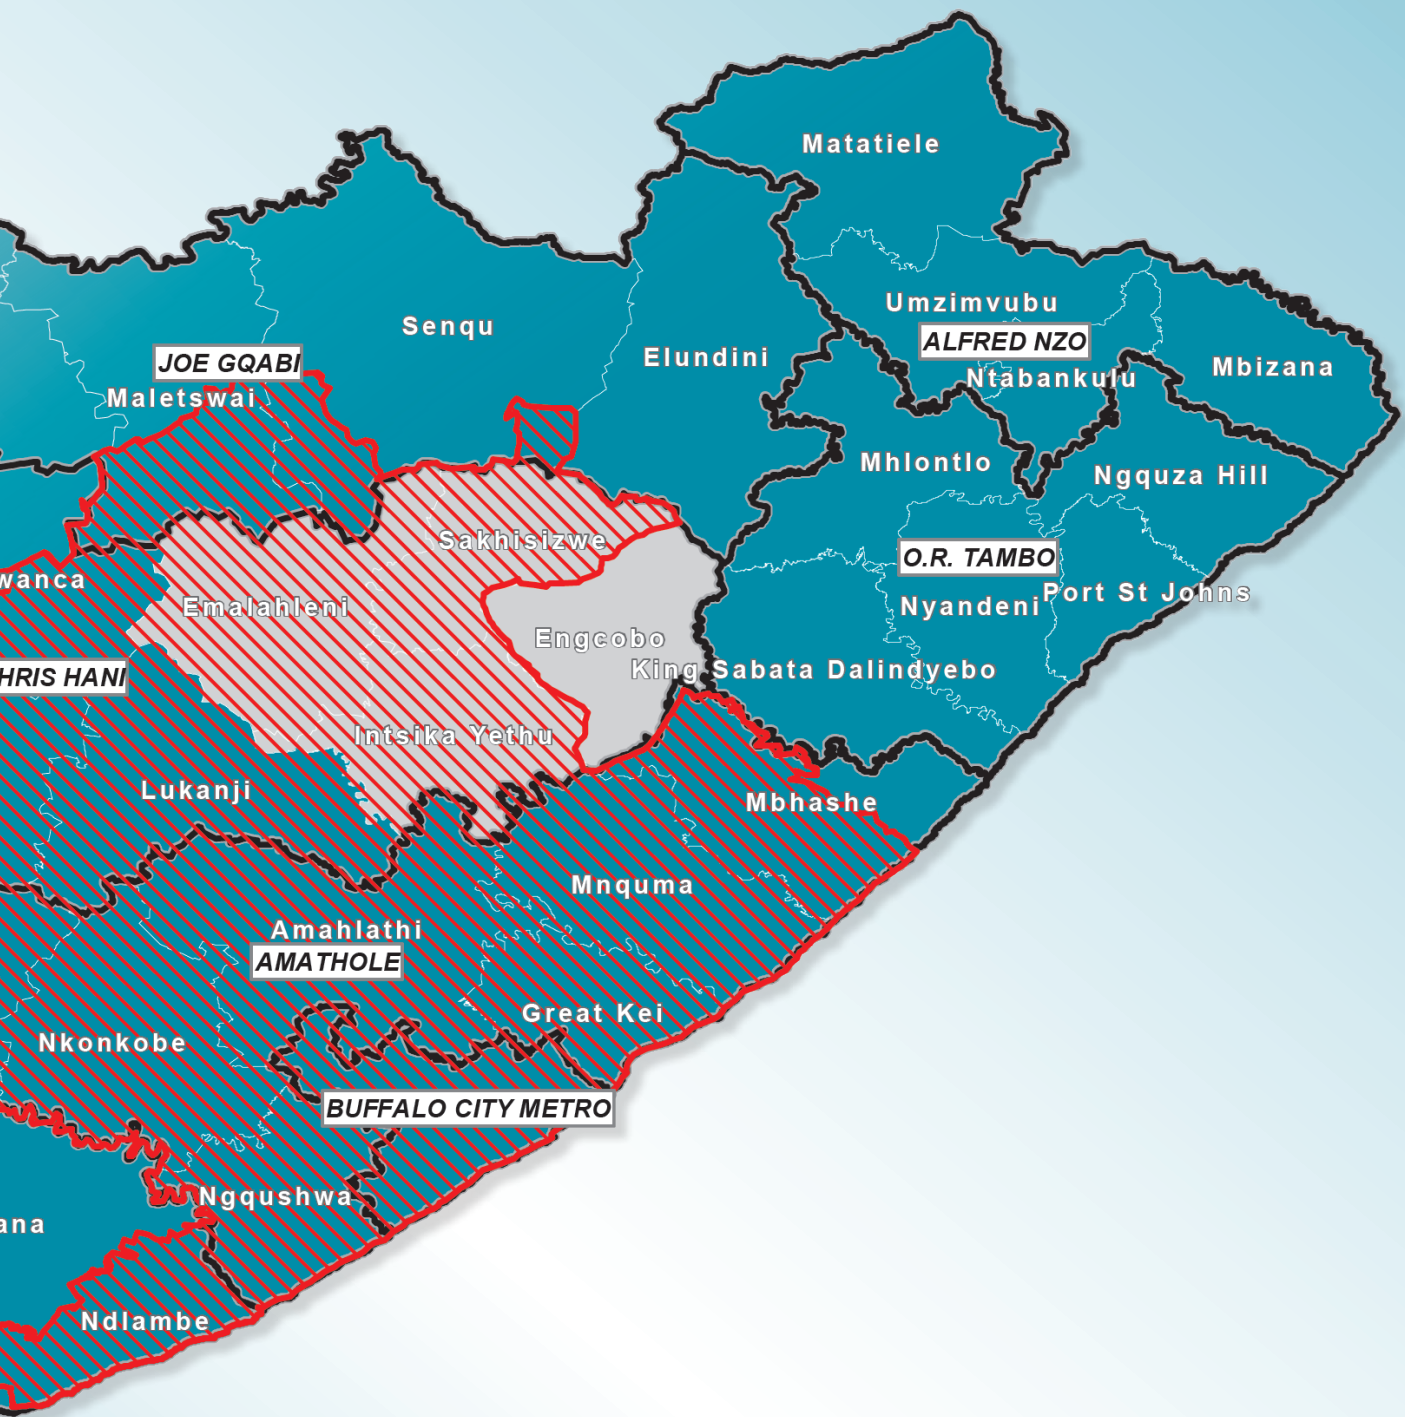 Matatiele
Umzimvubu
Senqu
ALFRED NZO
Elundini
JOE GQABI
Mbizana
Ntabankulu
Maletswai
Mhlontlo
Ngquza Hill
Sakhisizwe
O.R. TAMBO
wanca
Port St Johns
Emalahleni
Nyandeni
Engcobo
King Sabata Dalindyebo
HRIS HANI
Intsika Yethu
Lukanji
Mbhashe
Mnquma
Amahlathi
AMATHOLE
Great Kei
Nkonkobe
BUFFALO CITY METRO
Ngqushwa
ana
Ndlambe